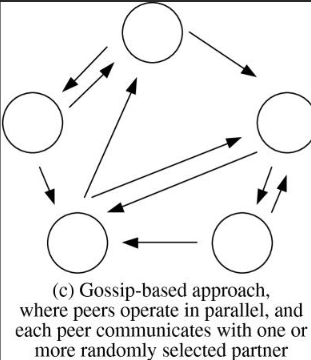 (c) Gossip-based approach,
where peers operate in parallel, and
each peer communicates with one or
more randomly selected partner